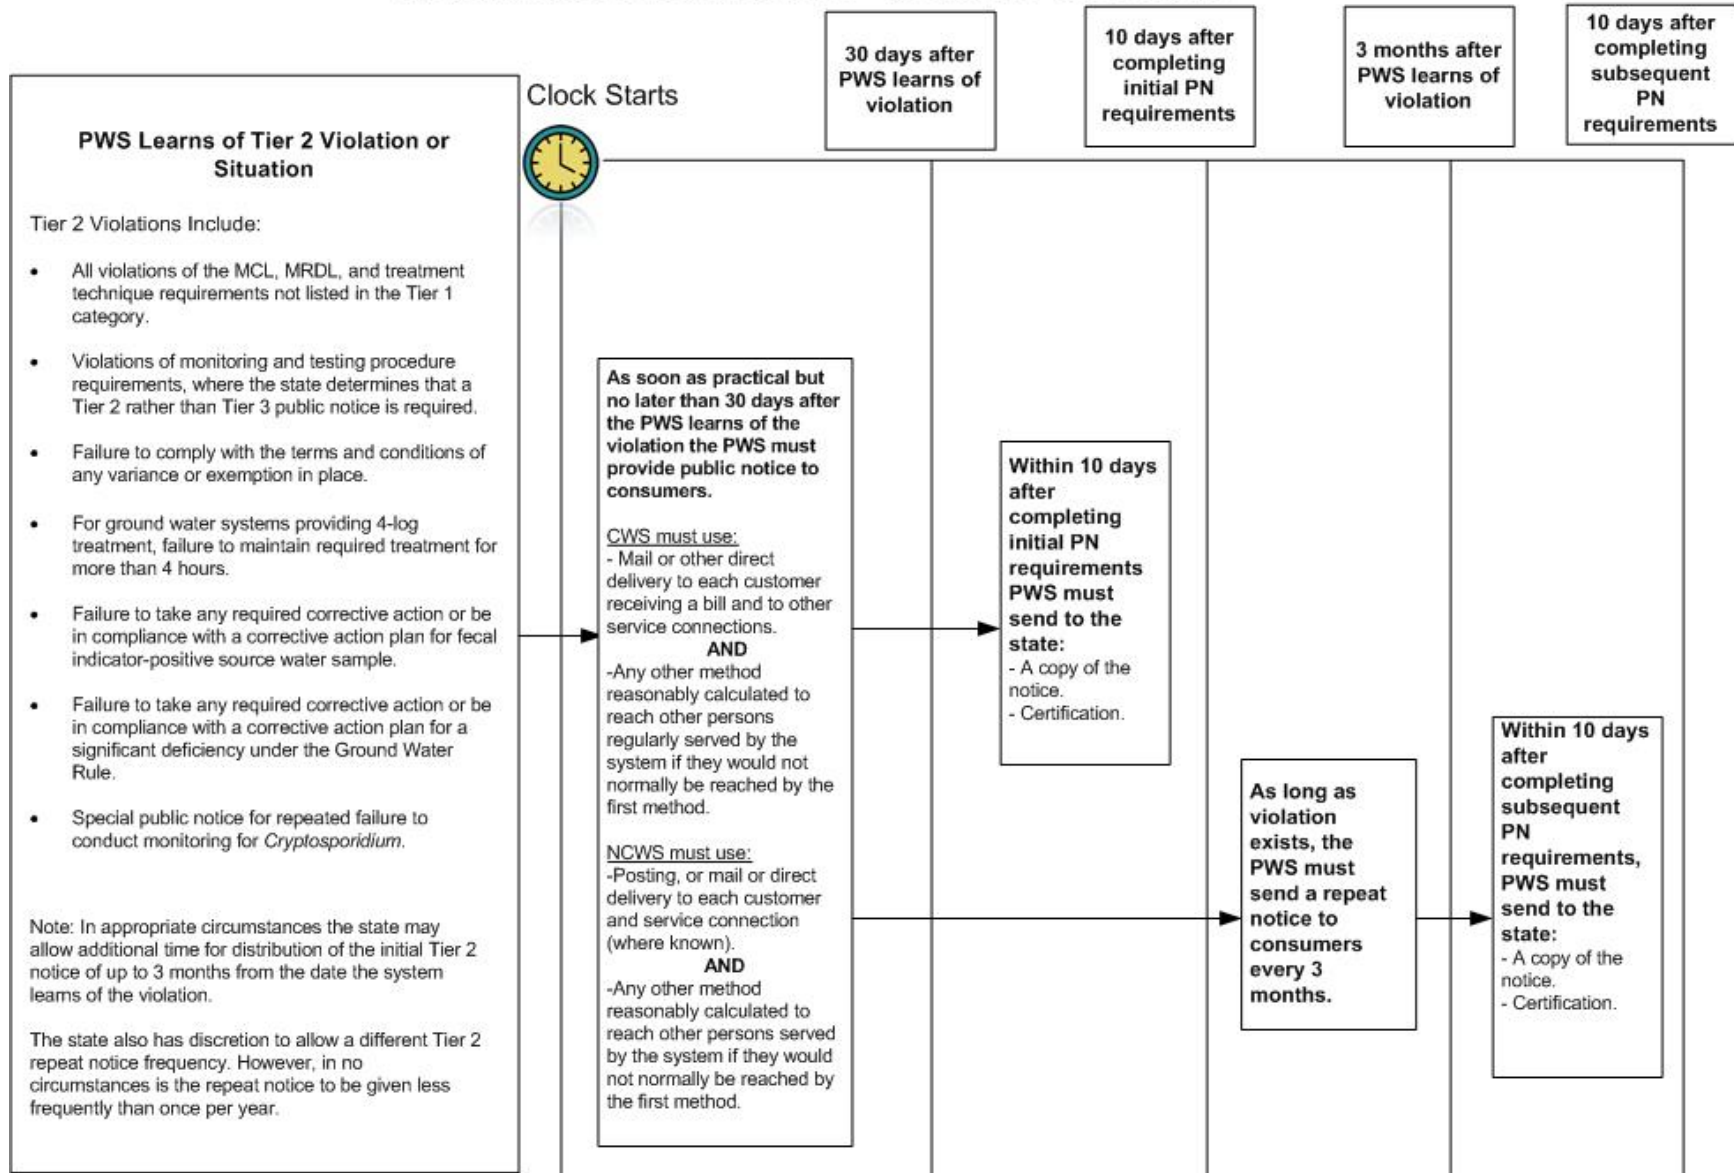 PWS Learns of Tier 2 Violation or
Situation
Tier 2 Violations Include:
• All violations of the MCL, MRDL, and treatment
technique requirements not listed in the Tier 1
category.
• Violations of monitoring and testing procedure
requirements, where the state determines that a
Tier 2 rather than Tier 3 public notice is required.
• Failure to comply with the terms and conditions of
any variance or exemption in place.
• For ground water systems providing 4-log
treatment, failure to maintain required treatment for
more than 4 hours.
• Failure to take any required corrective action or be
in compliance with a corrective action plan for fecal
indicator-positive source water sample.
• Failure to take any required corrective action or be
in compliance with a corrective action plan for a
significant deficiency under the Ground Water
Rule.
• Special public notice for repeated failure to
conduct monitoring for Cryptosporidium.
Note: In appropriate circumstances the state may
allow additional time for distribution of the initial Tier 2
notice of up to 3 months from the date the system
learns of the violation.
The state also has discretion to allow a different Tier 2
repeat notice frequency. However, in no
circumstances is the repeat notice to be given less
frequently than once per year.
Clock Starts
30 days after
PWS learns of
violation
10 days after
completing
initial PN
requirements
3 months after
PWS learns of
violation
10 days after
completing
subsequent
PN
requirements
As soon as practical but
no later than 30 days after
the PWS learns of the
violation the PWS must
provide public notice to
consumers.
CWS must use:
- Mail or other direct
delivery to each customer
receiving a bill and to other
service connections.
AND
-Any other method
reasonably calculated to
reach other persons
regularly served by the
system if they would not
normally be reached by the
first method.
NCWS must use:
-Posting, or mail or direct
delivery to each customer
and service connection
(where known).
AND
-Any other method
reasonably calculated to
reach other persons served
by the system if they would
not normally be reached by
the first method.
Within 10 days
after
completing
initial PN
requirements
PWS must
send to the
state:
- A copy of the
notice.
- Certification.
As long as
violation
exists, the
PWS must
send a repeat
notice to
consumers
every 3
months.
Within 10 days
after
completing
subsequent
PN
requirements,
PWS must
send to the
state:
- A copy of the
notice.
- Certification.